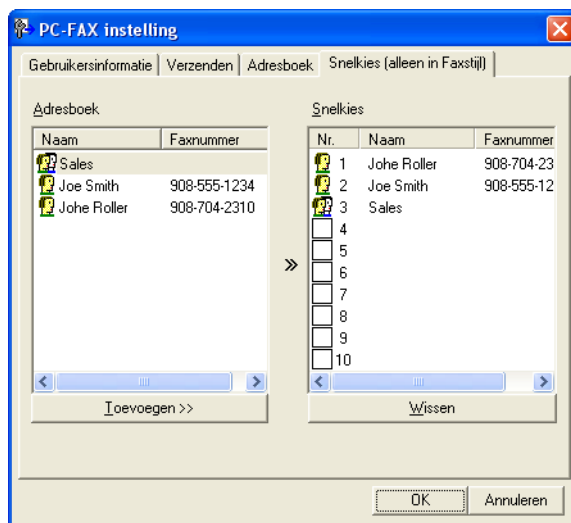 PC-FAX instelling
Gebruikersinformatie Verzenden Adresboek Snelkies (alleen in Faxstijl)
Adresboek
Naam Faxnummer
Sales
Joe Smith 908-555-1234
Johe Roller 908-704-2310
Toevoegen >>
»
Snelkies
Nr. Naam Faxnummer
1 Johe Roller 908-704-23
2 Joe Smith 908-555-12
3 Sales
4
5
6
7
8
9
10
Wissen
OK Annuleren